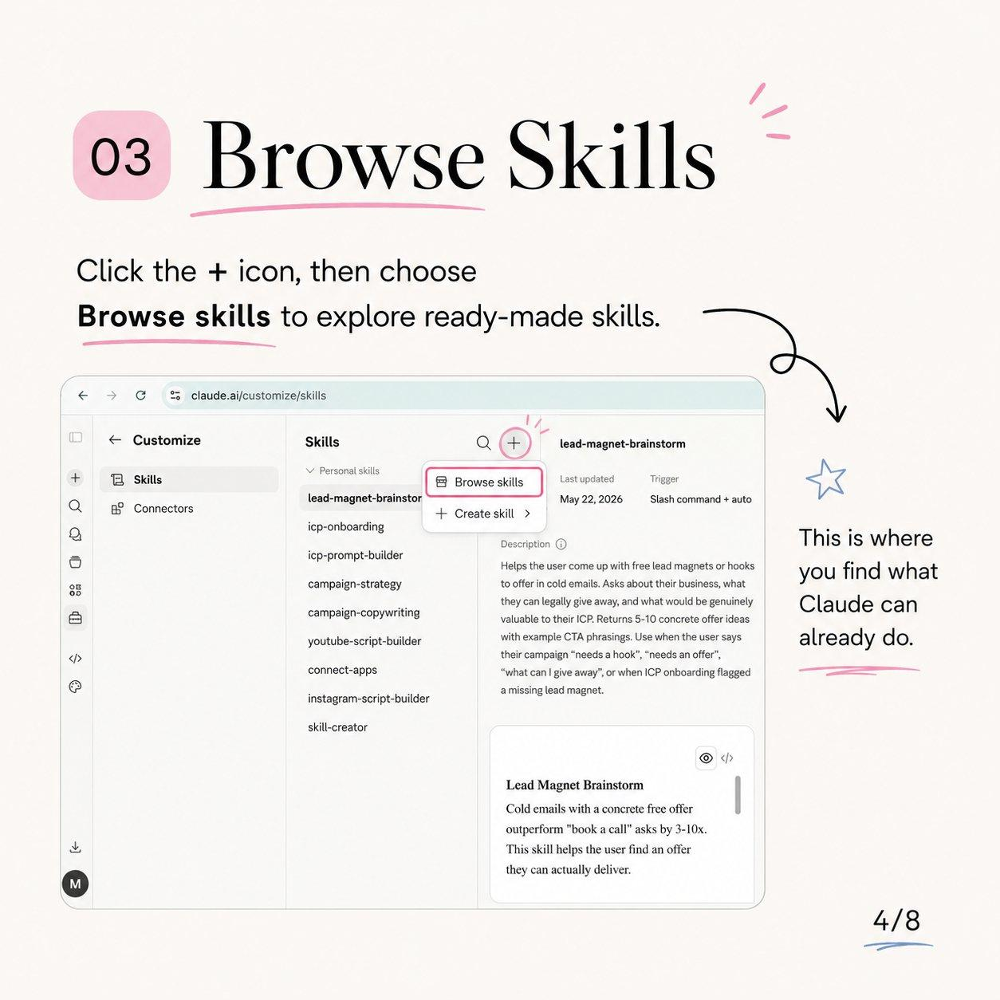 03
Browse Skills
Click the + icon, then choose
Browse skills to explore ready-made skills.
claude.ai/customize/skills
Customize
Skills
Connectors
Skills
Personal skills
lead-magnet-brainstor
icp-onboarding
icp-prompt-builder
campaign-strategy
campaign-copywriting
youtube-script-builder
connect-apps
instagram-script-builder
skill-creator
Browse skills
Create skill
lead-magnet-brainstorm
Last updated
May 22, 2026
Trigger
Slash command + auto
Description
Helps the user come up with free lead magnets or hooks
to offer in cold emails. Asks about their business, what
they can legally give away, and what would be genuinely
valuable to their ICP. Returns 5-10 concrete offer ideas
with example CTA phrasings. Use when the user says
their campaign “needs a hook”, “needs an offer”,
“what can I give away”, or when ICP onboarding flagged
a missing lead magnet.
Lead Magnet Brainstorm
Cold emails with a concrete free offer
outperform "book a call" asks by 3-10x.
This skill helps the user find an offer
they can actually deliver.
M
This is where
you find what
Claude can
already do.
4/8